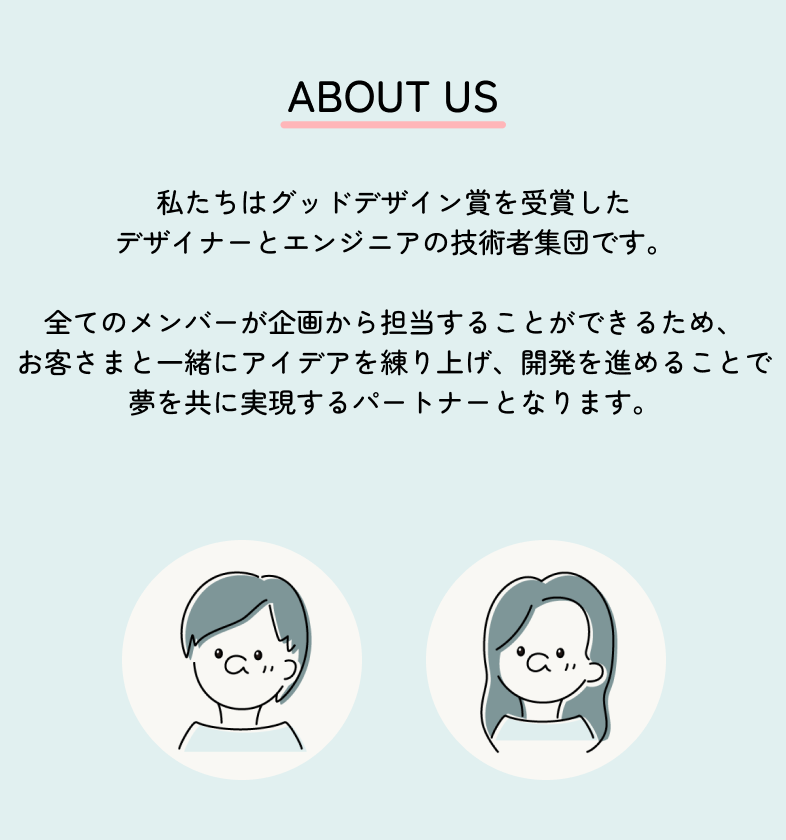 ABOUT US
私たちはグッドデザイン賞を受賞した
デザイナーとエンジニアの技術者集団です。
全てのメンバーが企画から担当することができるため、
お客さまと一緒にアイデアを練り上げ、開発を進めることで
夢を共に実現するパートナーとなります。